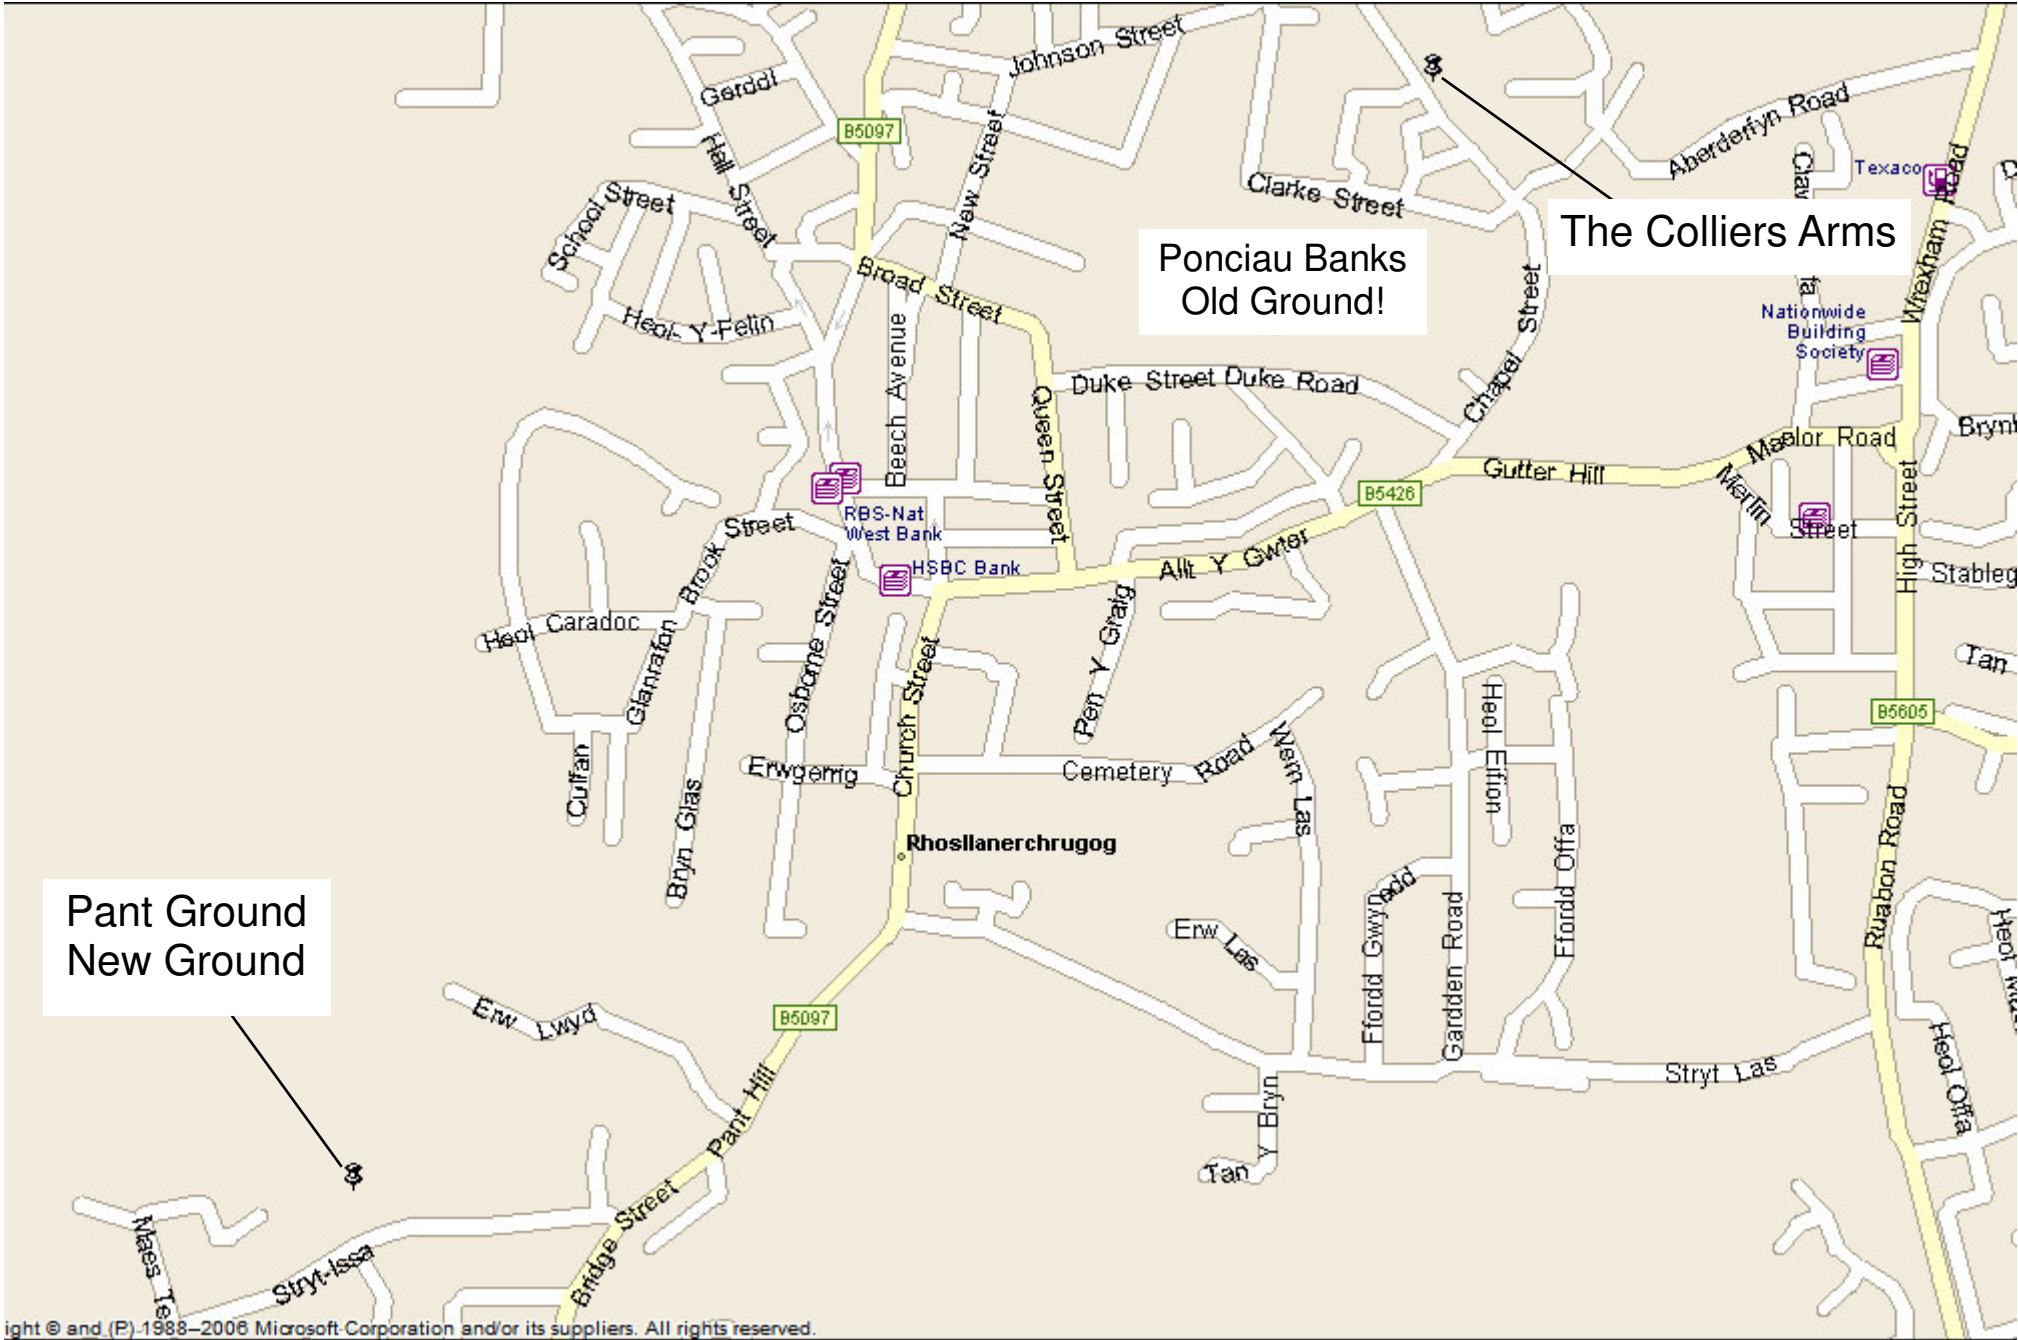 Johnson Street
Gerddi
B5097
Hall Street
New Street
School Street
Clarke Street
Aberderfyn Road
Texaco
Wrexham Road
The Colliers Arms
Ponciau Banks
Old Ground!
Broad Street
Heol-Y-Felin
Beech Avenue
Chapel Street
Nationwide
Building
Society
Duke Street
Duke Road
Queen Street
Maelor Road
Gutter Hill
B5426
Merlin Street
High Street
RBS-Nat
West Bank
HSBC Bank
Brook Street
Allt Y Gwter
Osborne Street
Pen Y Graig
Heol Caradoc
Glanrafon
Church Street
Tan
B5605
Heol Eifion
Culfan
Bryn Glas
Erwgerrig
Cemetery Road
Wern Las
Rhosllanerchrugog
Ffordd Offa
Ruabon Road
Pant Ground
New Ground
Erw Las
Ffordd Gwynedd
Gardden Road
Erw Lwyd
B5097
Pant Hill
Stryt Las
Heol Offa
Tan Y Bryn
Maes Te
Stryt-Issa
Bridge Street
ight © and (P) 1988–2006 Microsoft Corporation and/or its suppliers. All rights reserved.